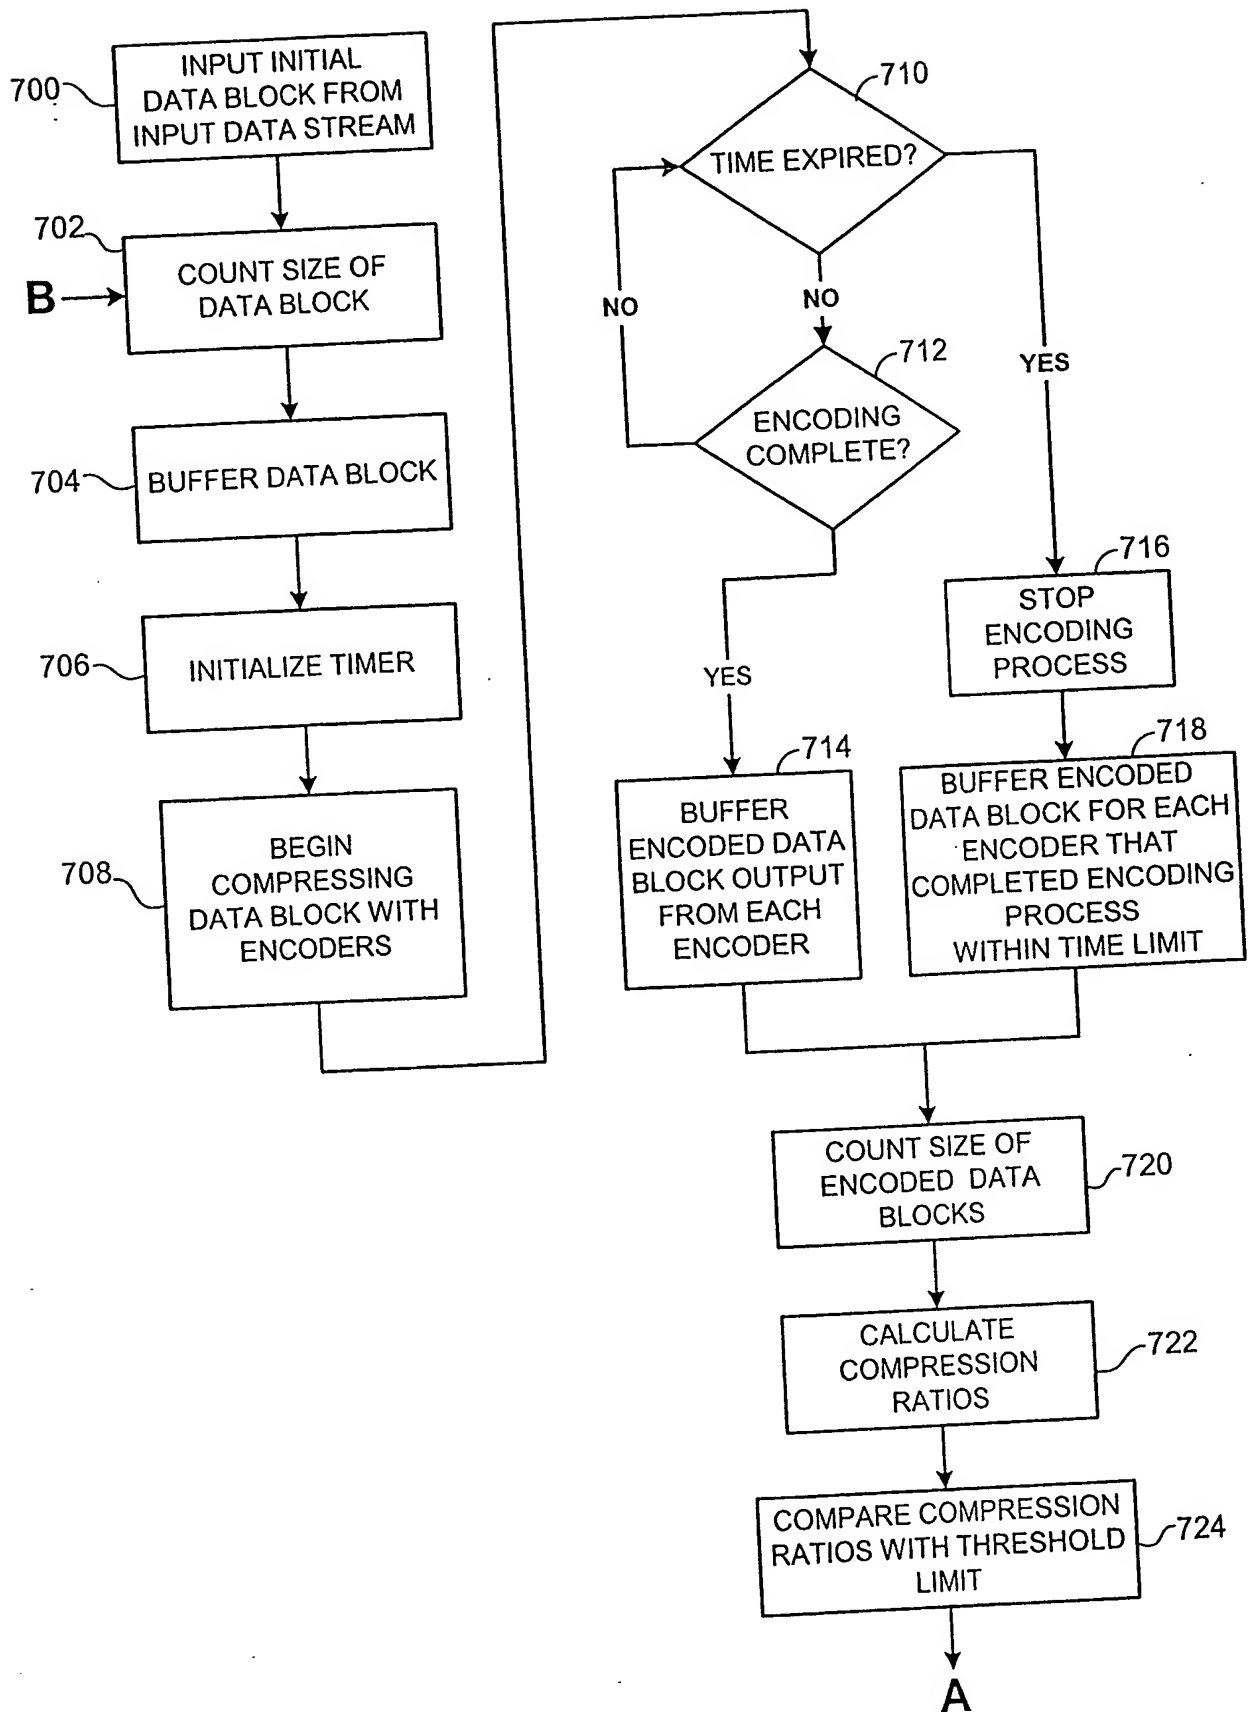 700
INPUT INITIAL
DATA BLOCK FROM
INPUT DATA STREAM
702
B
COUNT SIZE OF
DATA BLOCK
704
BUFFER DATA BLOCK
706
INITIALIZE TIMER
708
BEGIN
COMPRESSING
DATA BLOCK WITH
ENCODERS
710
TIME EXPIRED?
NO
NO
YES
712
ENCODING
COMPLETE?
YES
716
STOP
ENCODING
PROCESS
714
BUFFER
ENCODED DATA
BLOCK OUTPUT
FROM EACH
ENCODER
718
BUFFER ENCODED
DATA BLOCK FOR EACH
ENCODER THAT
COMPLETED ENCODING
PROCESS
WITHIN TIME LIMIT
COUNT SIZE OF
ENCODED DATA
BLOCKS
720
CALCULATE
COMPRESSION
RATIOS
722
COMPARE COMPRESSION
RATIOS WITH THRESHOLD
LIMIT
724
A